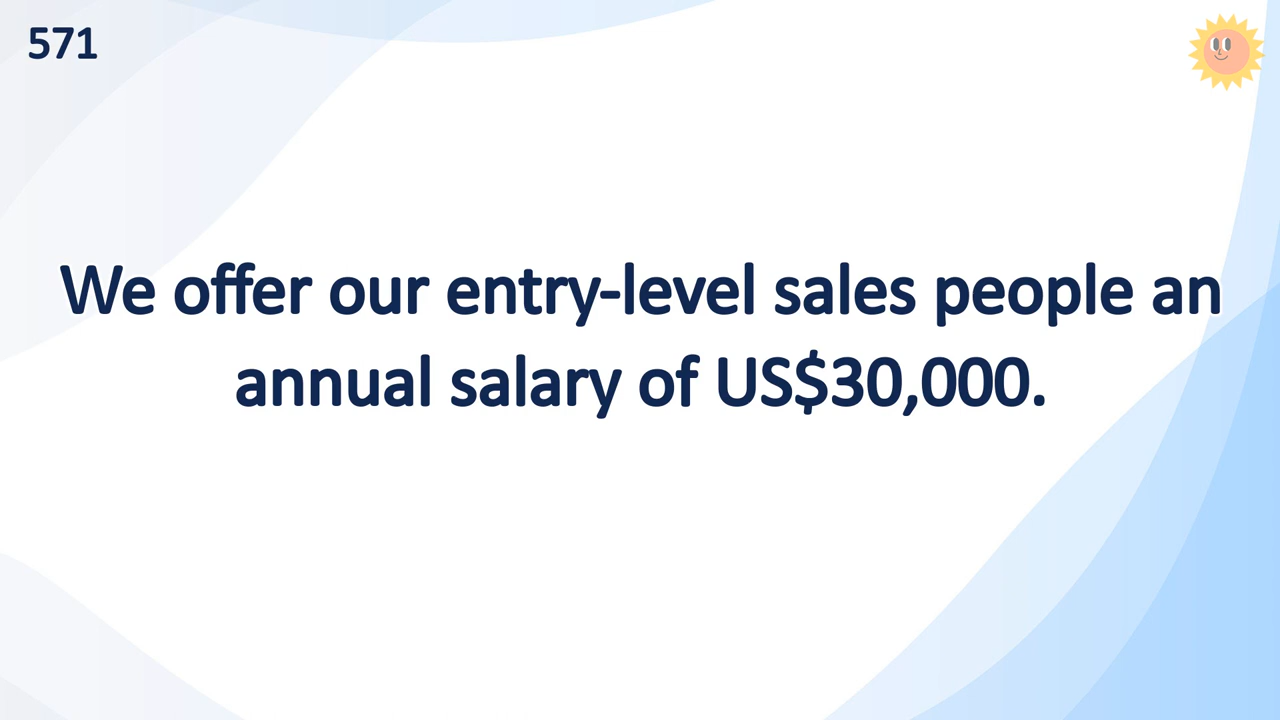 571
We offer our entry-level sales people an
annual salary of US$30,000.